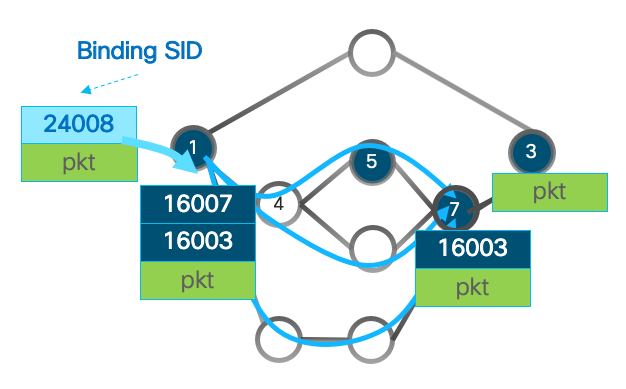 Binding SID
24008
pkt
1
5
3
4
7
16007
16003
pkt
pkt
16003
pkt